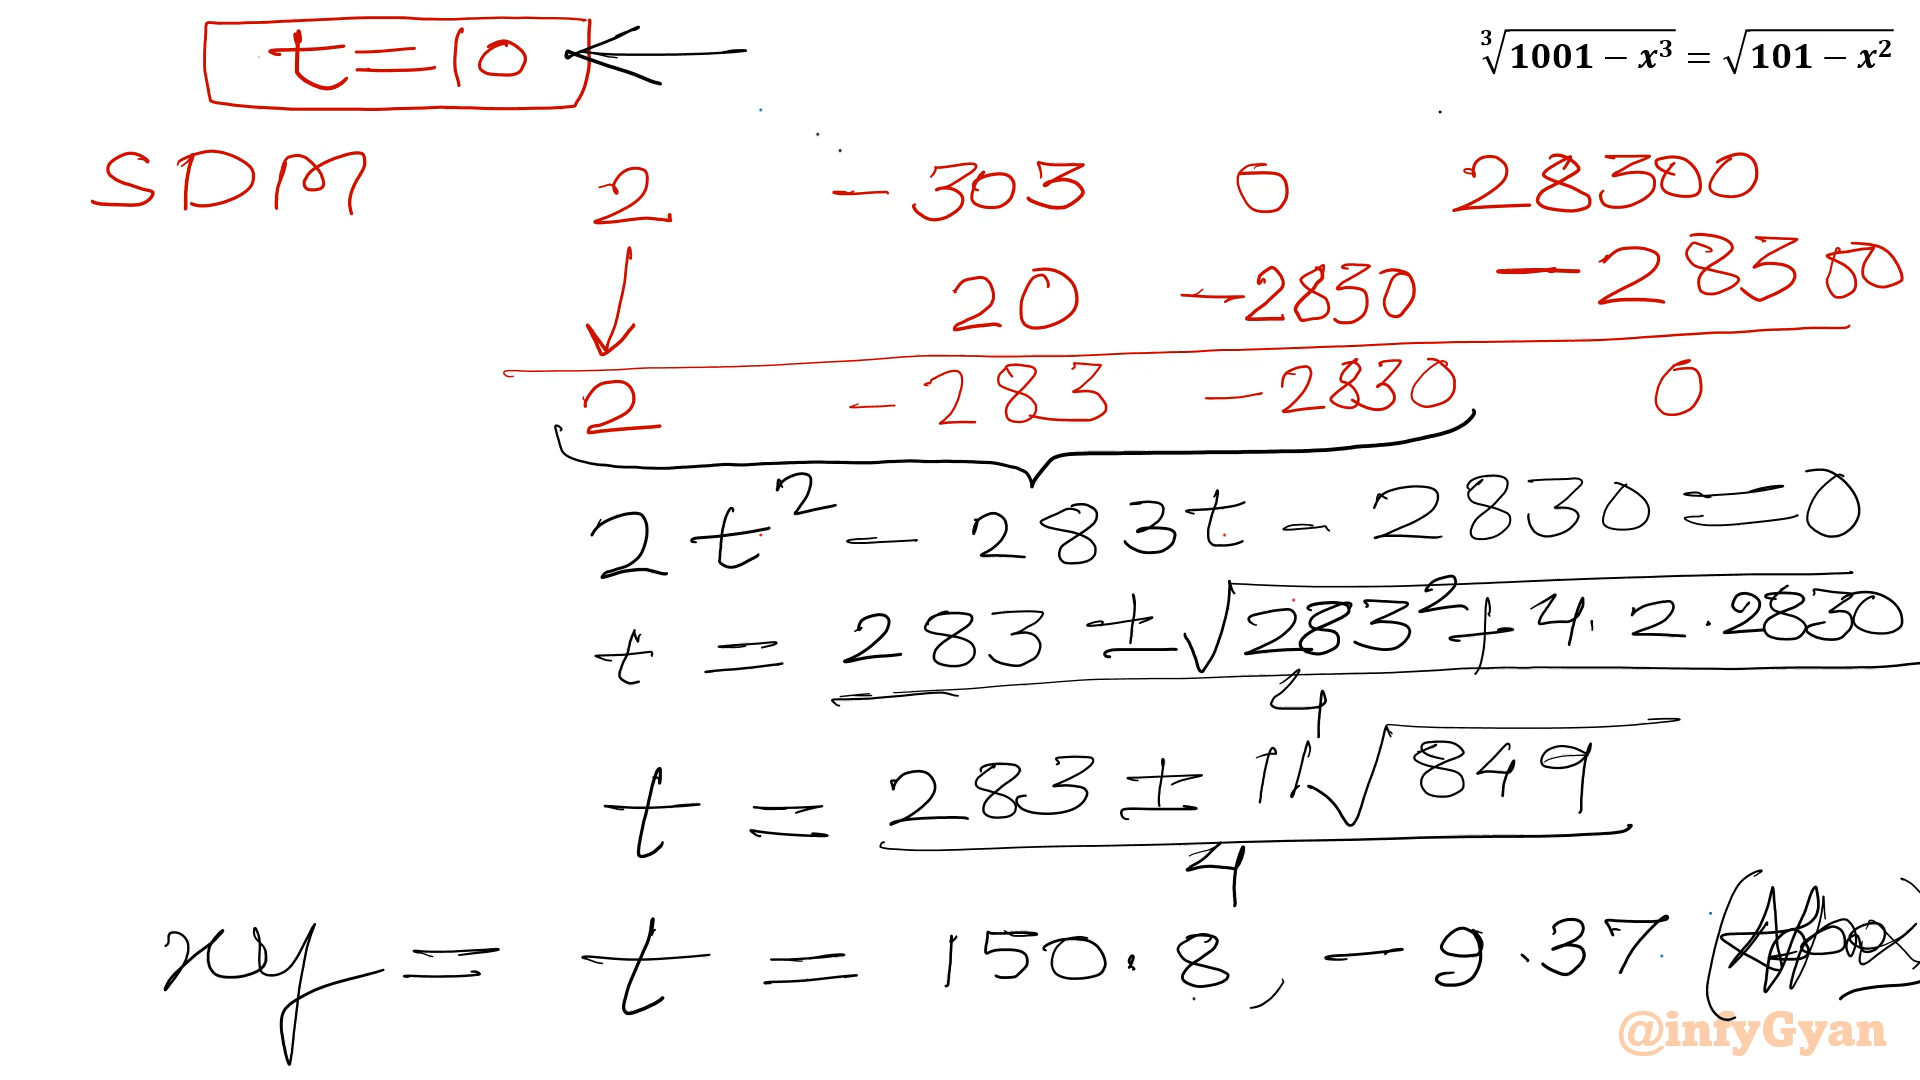 t=10
∛(1001 − x³) = √(101 − x²)
SDM 2 -303 0 28300
20 -2830 -28300
2 -283 -2830 0
2t² - 283t - 2830 = 0
t = (283 ± √(283² + 4.2.2830))/4
t = (283 ± 11√849)/4
xy = t = 150.8, -9.37 (Approx)
@infyGyan